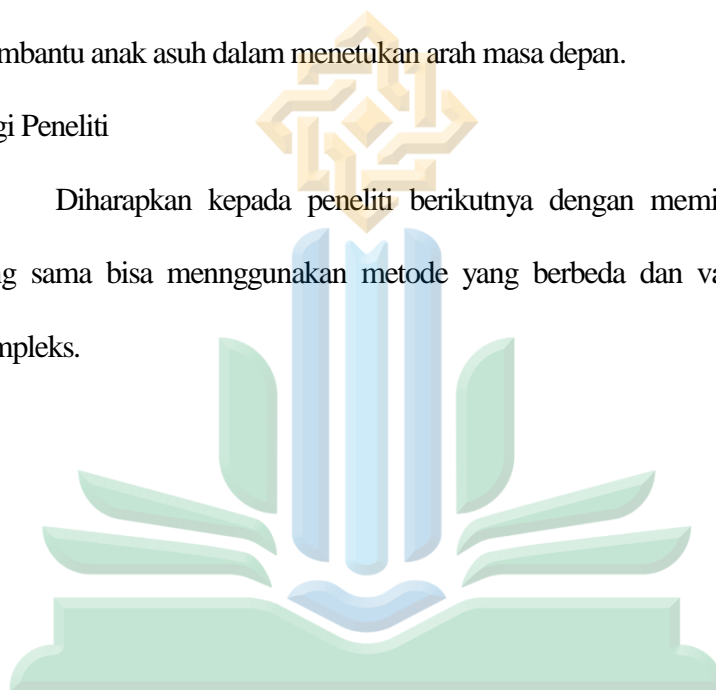 mbantu anak asuh dalam menetukan arah masa depan.
gi Peneliti
Diharapkan kepada peneliti berikutnya dengan memi
ng sama bisa mennggunakan metode yang berbeda dan va
mpleks.